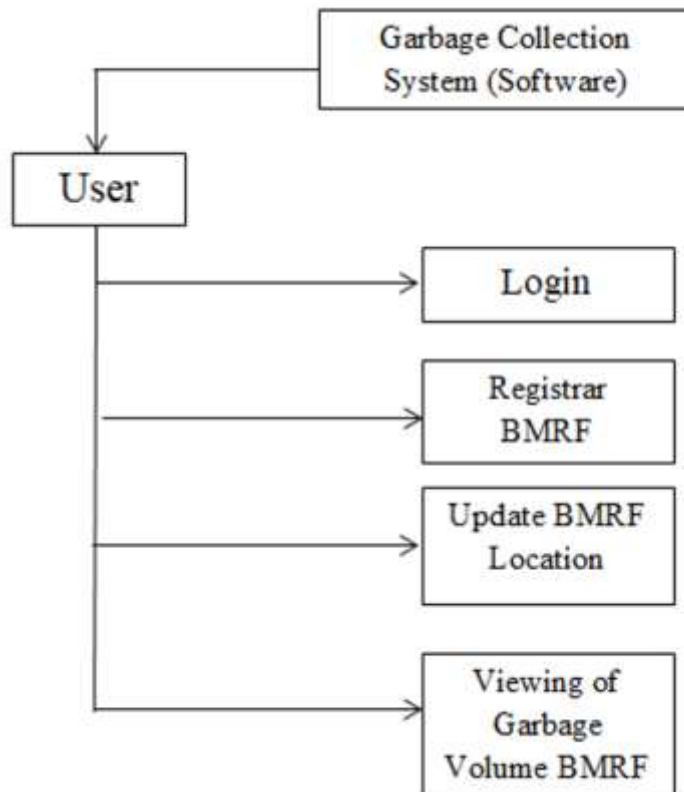 Garbage Collection
System (Software)
User
Login
Registrar
BMRF
Update BMRF
Location
Viewing of
Garbage
Volume BMRF